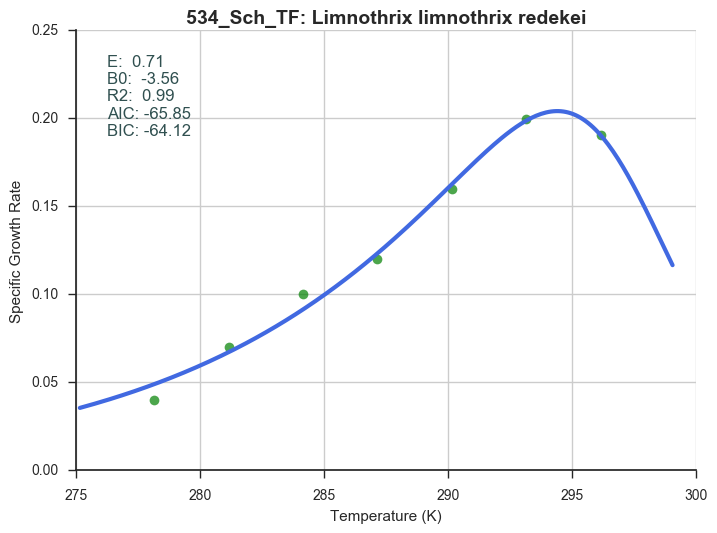 534_Sch_TF: Limnothrix limnothrix redekei
E:  0.71
B0:  -3.56
R2:  0.99
AIC: -65.85
BIC: -64.12
Specific Growth Rate
0.25
0.20
0.15
0.10
0.05
0.00
275
280
285
290
295
300
Temperature (K)